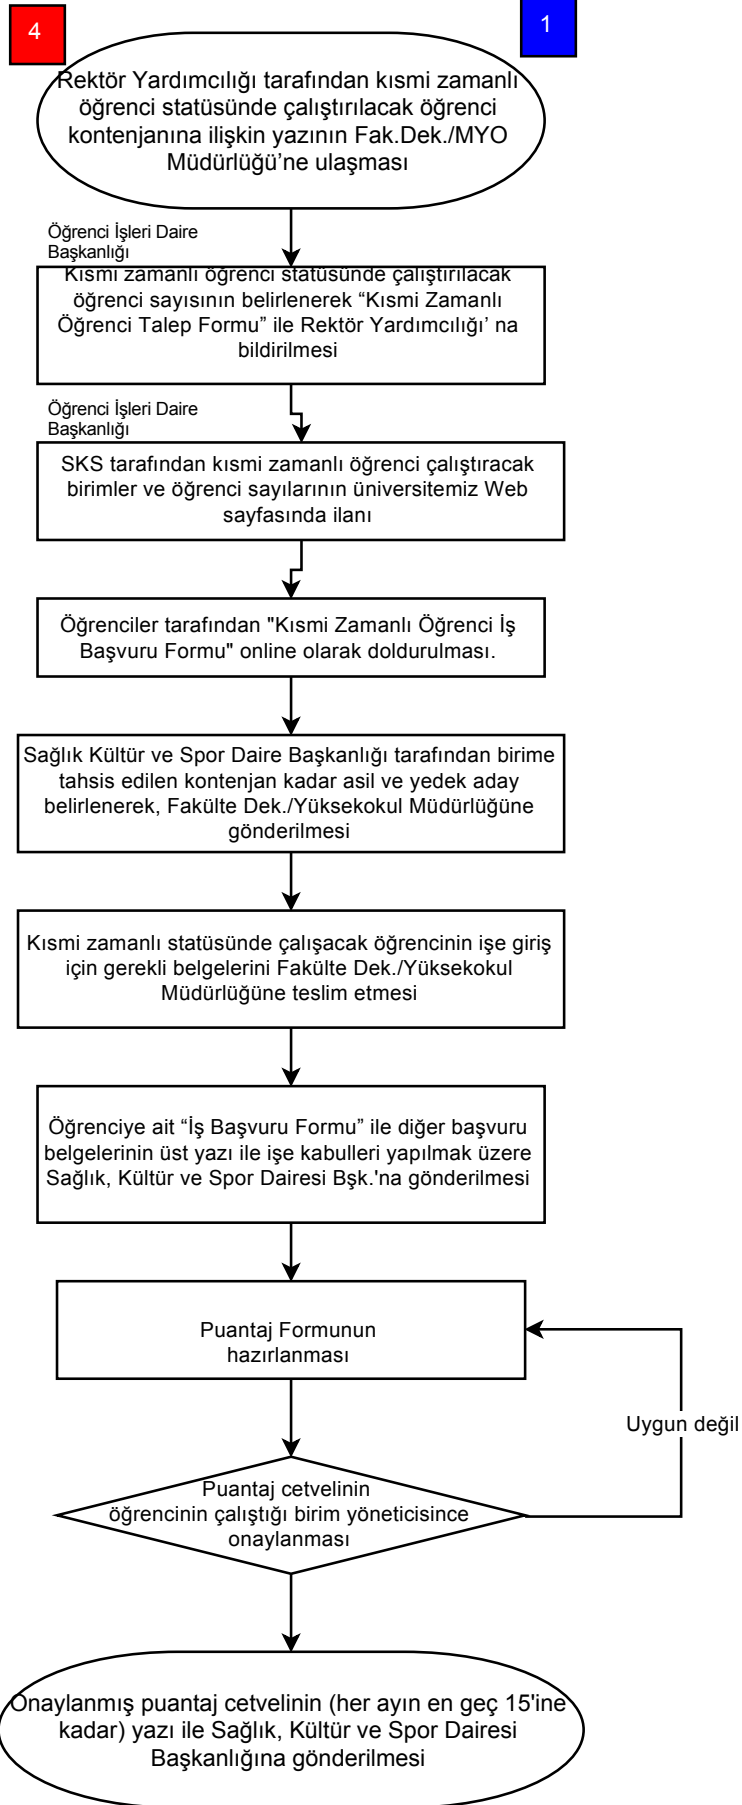 4
1
Rektör Yardımcılığı tarafından kısmi zamanlı
öğrenci statüsünde çalıştırılacak öğrenci
kontenjanına ilişkin yazının Fak.Dek./MYO
Müdürlüğü’ne ulaşması
Öğrenci İşleri Daire
Başkanlığı
Kısmi zamanlı öğrenci statüsünde çalıştırılacak
öğrenci sayısının belirlenerek “Kısmi Zamanlı
Öğrenci Talep Formu” ile Rektör Yardımcılığı’ na
bildirilmesi
Öğrenci İşleri Daire
Başkanlığı
SKS tarafından kısmi zamanlı öğrenci çalıştıracak
birimler ve öğrenci sayılarının üniversitemiz Web
sayfasında ilanı
Öğrenciler tarafından "Kısmi Zamanlı Öğrenci İş
Başvuru Formu" online olarak doldurulması.
Sağlık Kültür ve Spor Daire Başkanlığı tarafından birime
tahsis edilen kontenjan kadar asil ve yedek aday
belirlenerek, Fakülte Dek./Yüksekokul Müdürlüğüne
gönderilmesi
Kısmi zamanlı statüsünde çalışacak öğrencinin işe giriş
için gerekli belgelerini Fakülte Dek./Yüksekokul
Müdürlüğüne teslim etmesi
Öğrenciye ait “İş Başvuru Formu” ile diğer başvuru
belgelerinin üst yazı ile işe kabulleri yapılmak üzere
Sağlık, Kültür ve Spor Dairesi Bşk.'na gönderilmesi
Puantaj Formunun
hazırlanması
Uygun değil
Puantaj cetvelinin
öğrencinin çalıştığı birim yöneticisince
onaylanması
Onaylanmış puantaj cetvelinin (her ayın en geç 15'ine
kadar) yazı ile Sağlık, Kültür ve Spor Dairesi
Başkanlığına gönderilmesi